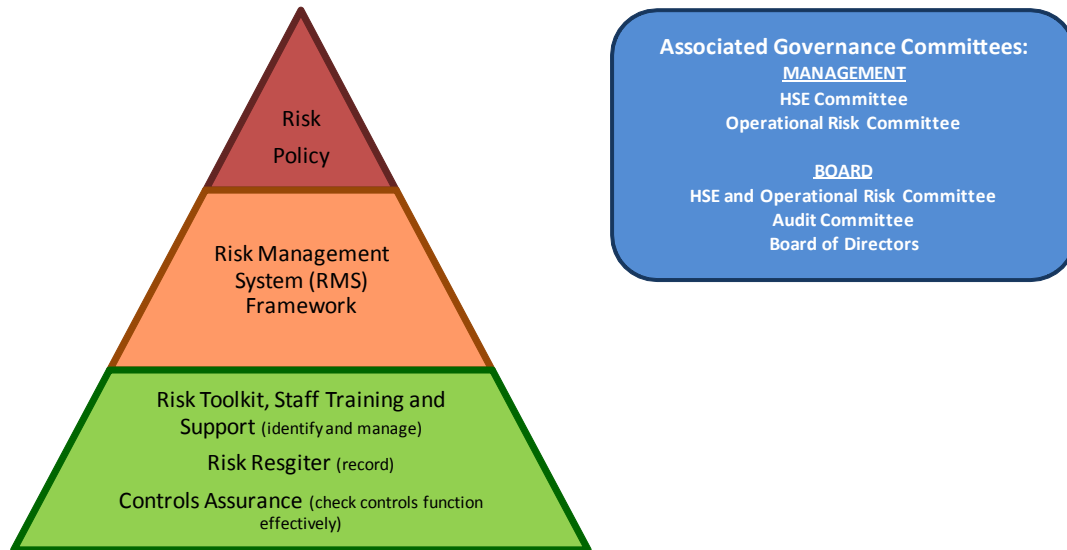 Risk
Policy
Risk Management
System (RMS)
Framework
Risk Toolkit, Staff Training and
Support (identify and manage)
Risk Resgiter (record)
Controls Assurance (check controls function
effectively)
Associated Governance Committees:
MANAGEMENT
HSE Committee
Operational Risk Committee
BOARD
HSE and Operational Risk Committee
Audit Committee
Board of Directors